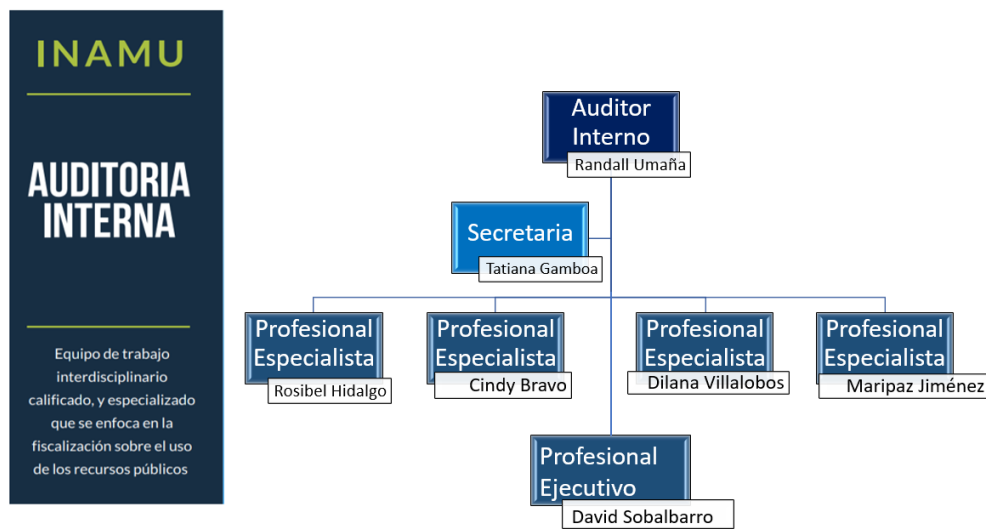 INAMU
AUDITORIA
INTERNA
Equipo de trabajo
interdisciplinario
calificado, y especializado
que se enfoca en la
fiscalización sobre el uso
de los recursos públicos
Auditor
Interno
Randall Umaña
Secretaria
Tatiana Gamboa
Profesional
Especialista
Rosibel Hidalgo
Profesional
Especialista
Cindy Bravo
Profesional
Especialista
Dilana Villalobos
Profesional
Especialista
Maripaz Jiménez
Profesional
Ejecutivo
David Sobalbarro